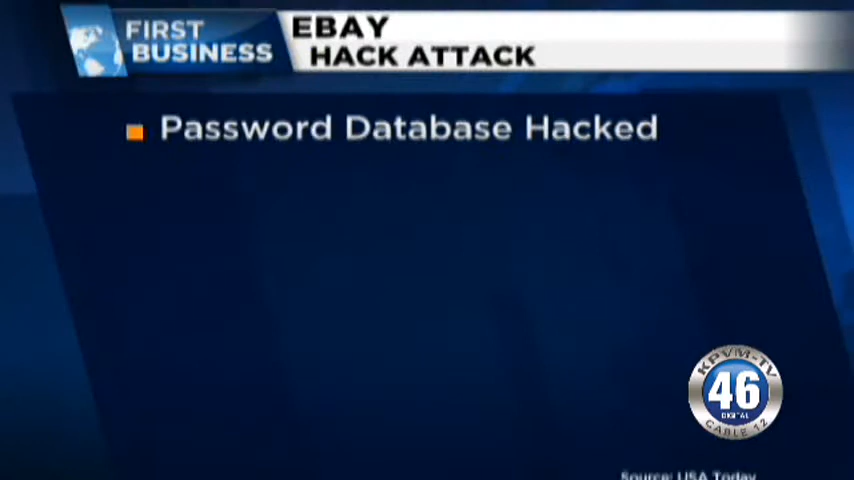 FIRST
BUSINESS
EBAY
HACK ATTACK
Password Database Hacked
KPVM-TV
46
DIGITAL
CABLE 12
Source: USA Today